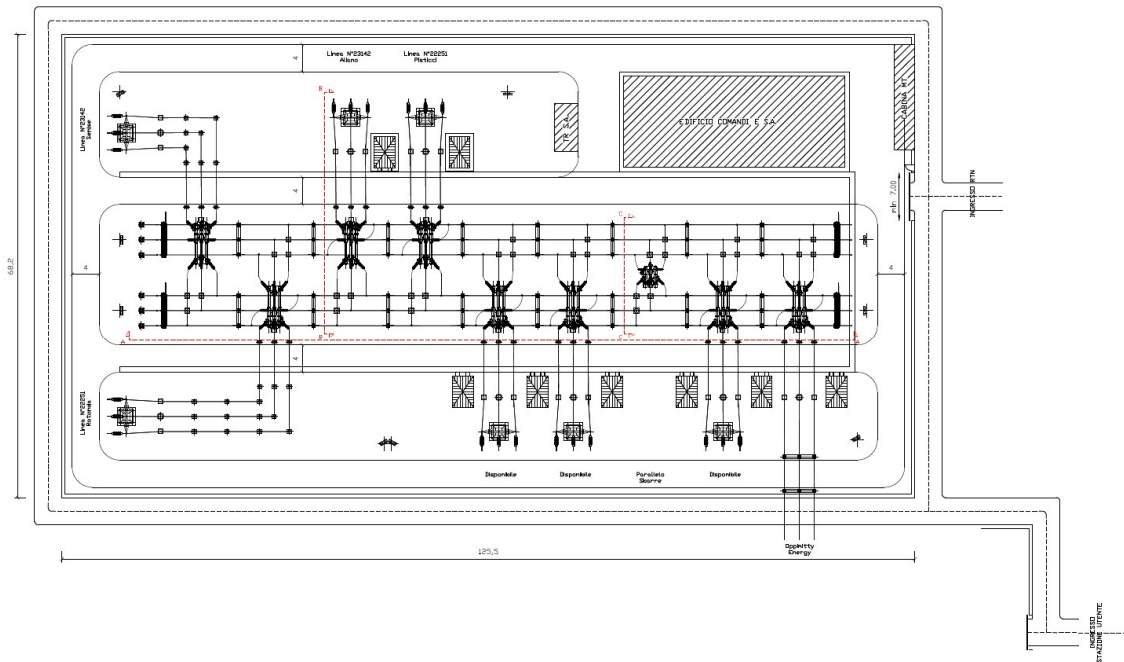 Linea N°23142
Aliano
Linea N°22251
Pisticci
4
B
Linea N°23142
Senise
TR S.A.
EDIFICIO COMANDI E S.A.
CABINA MT
min 7,00
INGRESSO RTN
4
C
68,2
4
4
B
C
A
A
4
Linea N°22251
Rotonda
Disponibile
Disponibile
Parallelo
Sbarre
Disponibile
125,5
Energy
INGRESSO
STAZIONE UTENTE